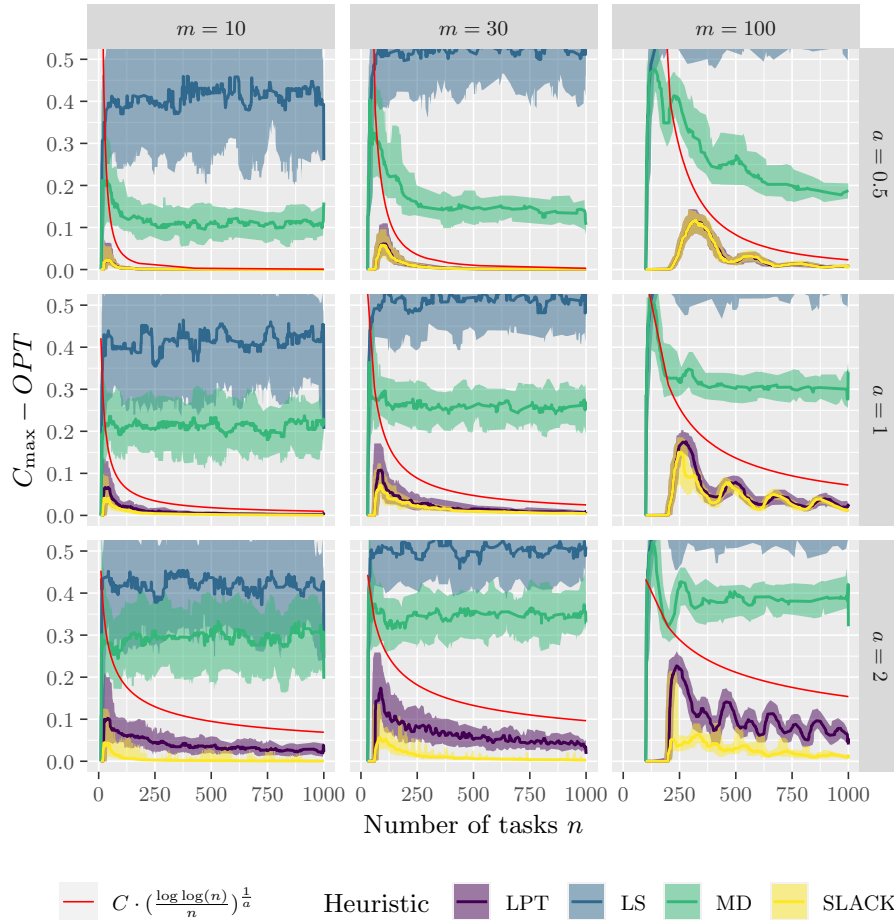 m = 10
m = 30
m = 100
0.5
0.4
0.3
0.2
0.1
0.0
a = 0.5
0.5
0.4
0.3
0.2
0.1
0.0
a = 1
0.5
0.4
0.3
0.2
0.1
0.0
a = 2
C_max − OPT
0 250 500 750 1000
0 250 500 750 1000
0 250 500 750 1000
Number of tasks n
C · (log log(n)/n)^(1/a)
Heuristic LPT LS MD SLACK